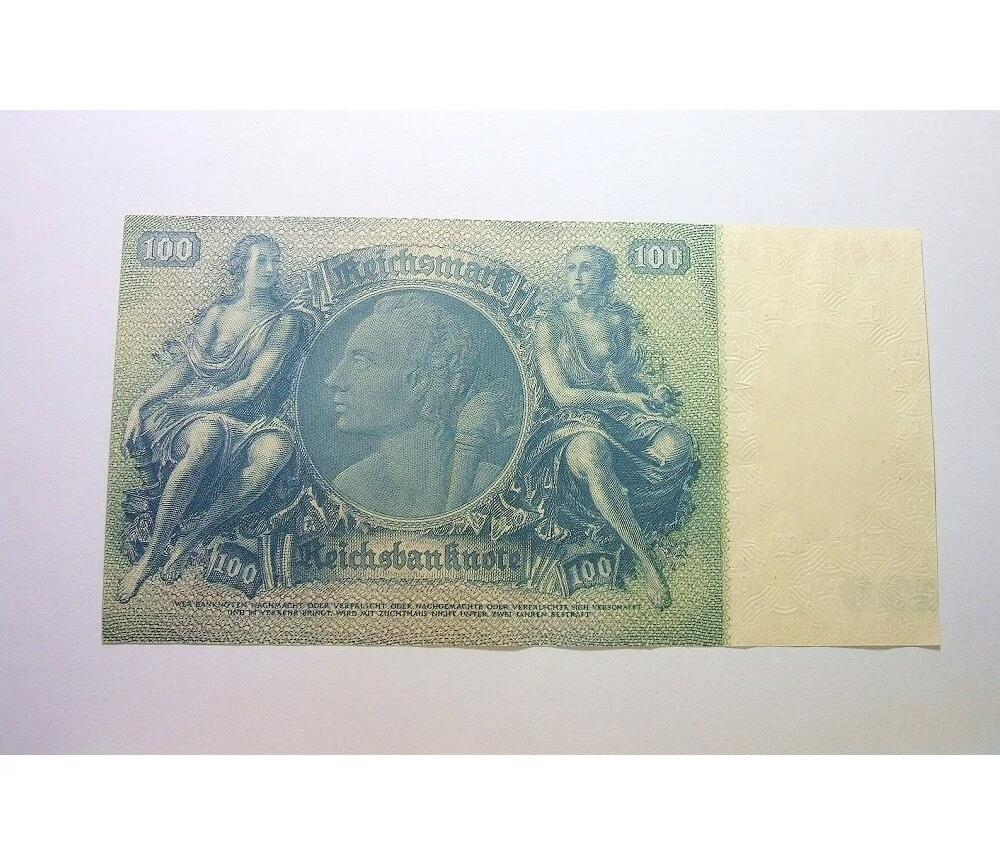 100
100
Reichsmark
Reichsbanknote
100
100
WER BANKNOTEN NACHMACHT ODER VERFÄLSCHT ODER NACHGEMACHTE ODER VERFÄLSCHTE SICH VERSCHAFFT
UND IN VERKEHR BRINGT, WIRD MIT ZUCHTHAUS NICHT UNTER ZWEI JAHREN BESTRAFT